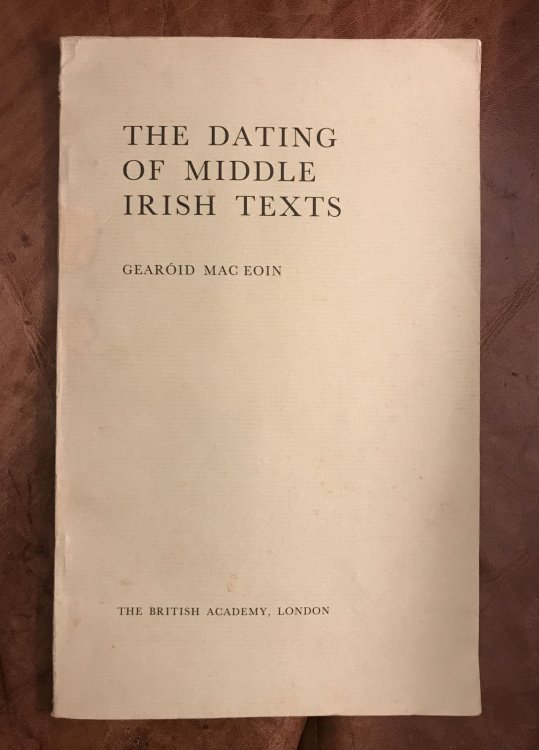 THE DATING
OF MIDDLE
IRISH TEXTS
GEARÓID MAC EOIN
THE BRITISH ACADEMY, LONDON